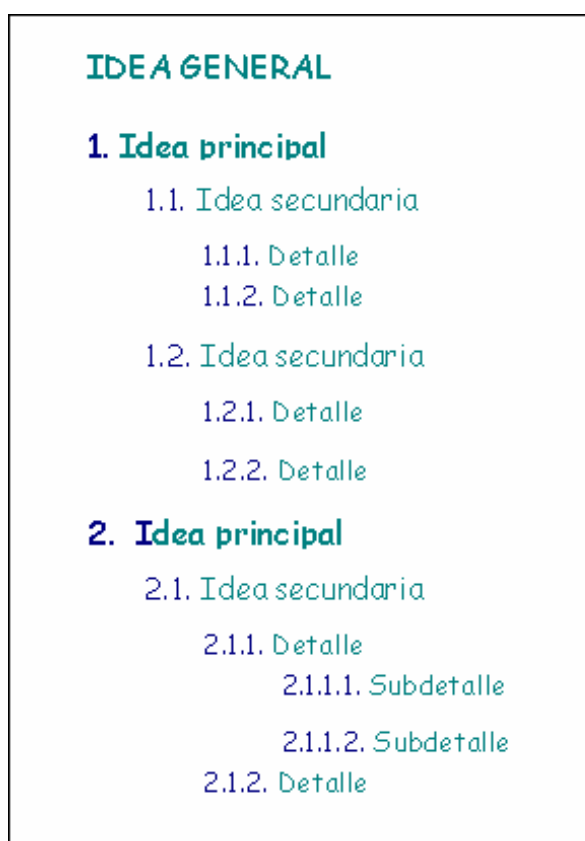 IDEA GENERAL
1. Idea principal
1.1. Idea secundaria
1.1.1. Detalle
1.1.2. Detalle
1.2. Idea secundaria
1.2.1. Detalle
1.2.2. Detalle
2. Idea principal
2.1. Idea secundaria
2.1.1. Detalle
2.1.1.1. Subdetalle
2.1.1.2. Subdetalle
2.1.2. Detalle